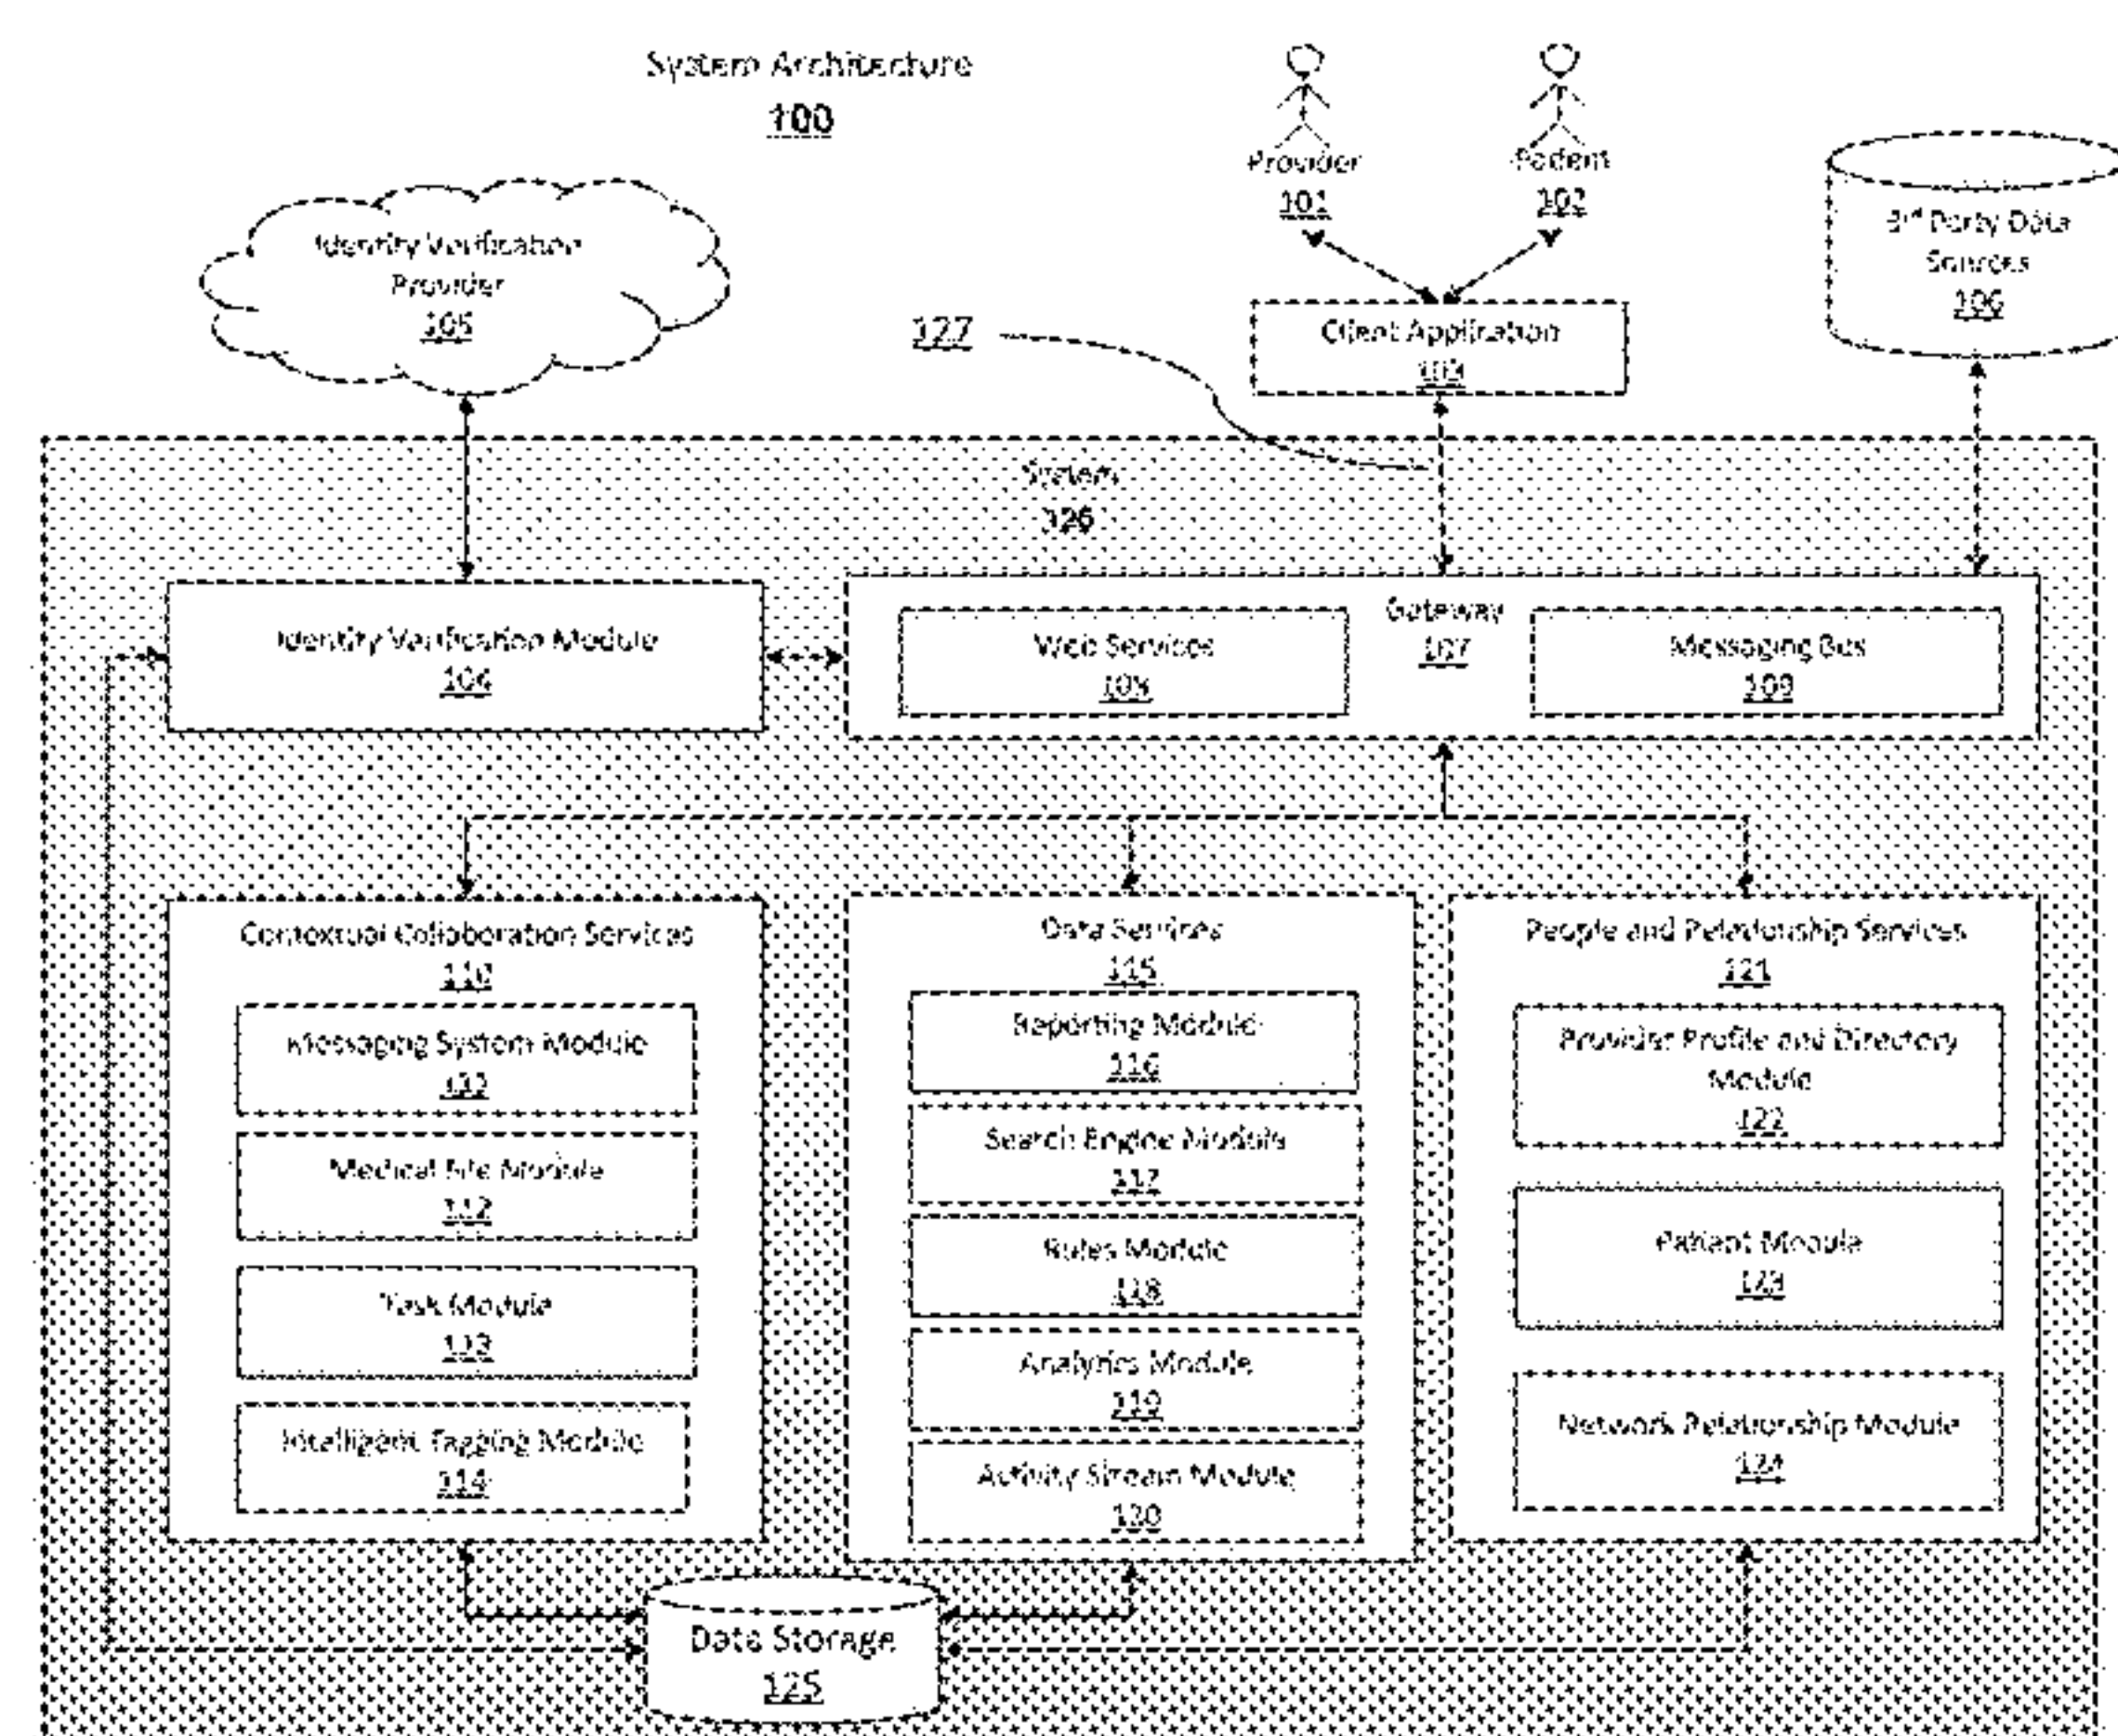 System Architecture
100
Provider
101
Patient
102
3rd Party Data
Sources
106
Identity Verification
Provider
105
127
Client Application
103
System
126
Identity Verification Module
104
Gateway
107
Web Services
108
Messaging Bus
109
Contextual Collaboration Services
110
Messaging System Module
Medical File Module
112
Task Module
113
Intelligent Tagging Module
114
Data Services
115
Reporting Module
116
Search Engine Module
117
Rules Module
118
Analytics Module
119
Activity Stream Module
120
People and Relationship Services
121
Provider Profile and Directory
Module
122
Patient Module
123
Network Relationship Module
124
Data Storage
125